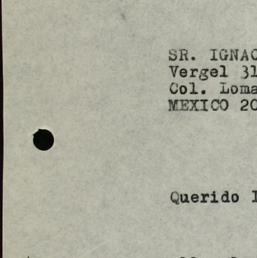 SR. IGNAC
Vergel 31
Col. Loma
MEXICO 20
Querido I